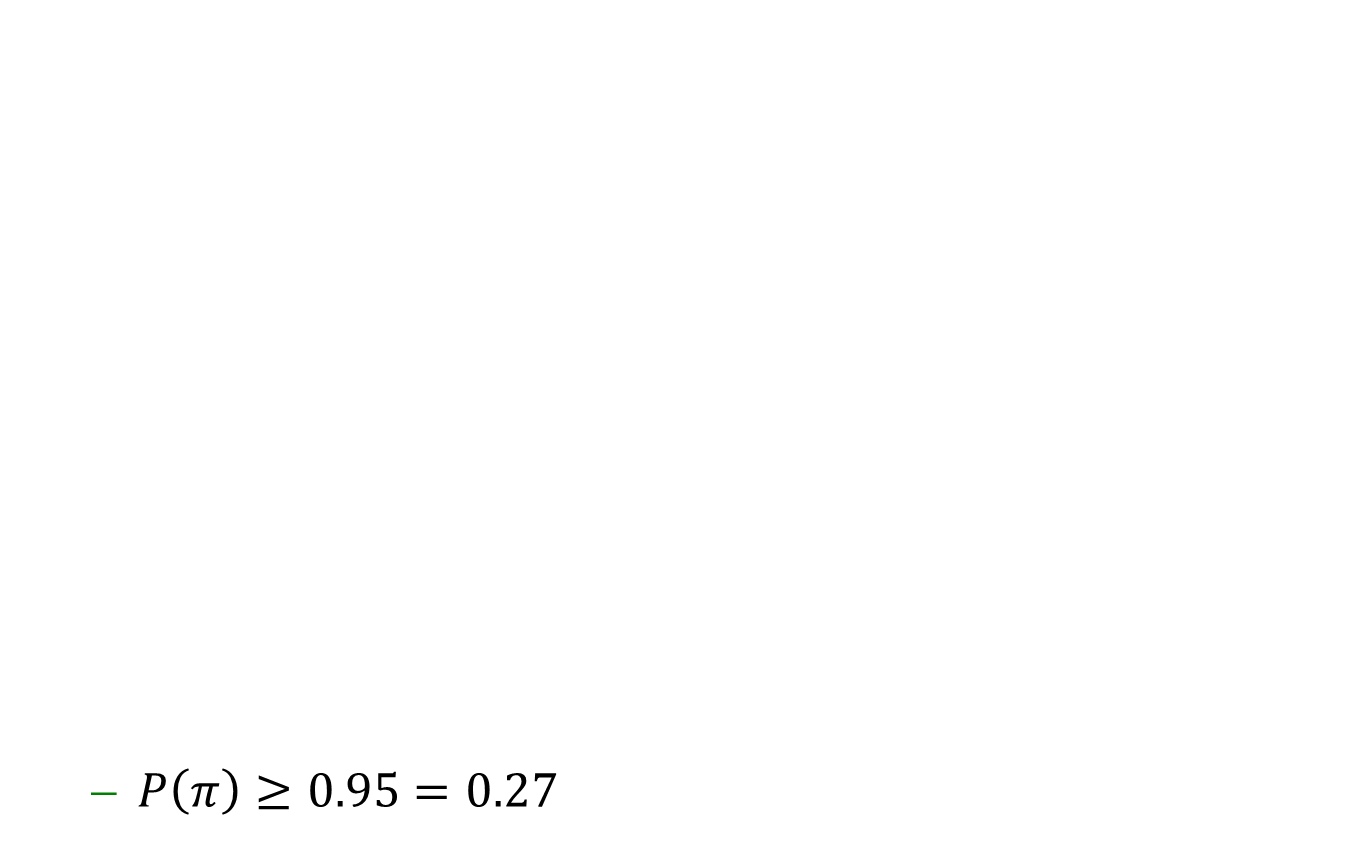 – 𝑃(𝜋) ≥ 0.95 = 0.27